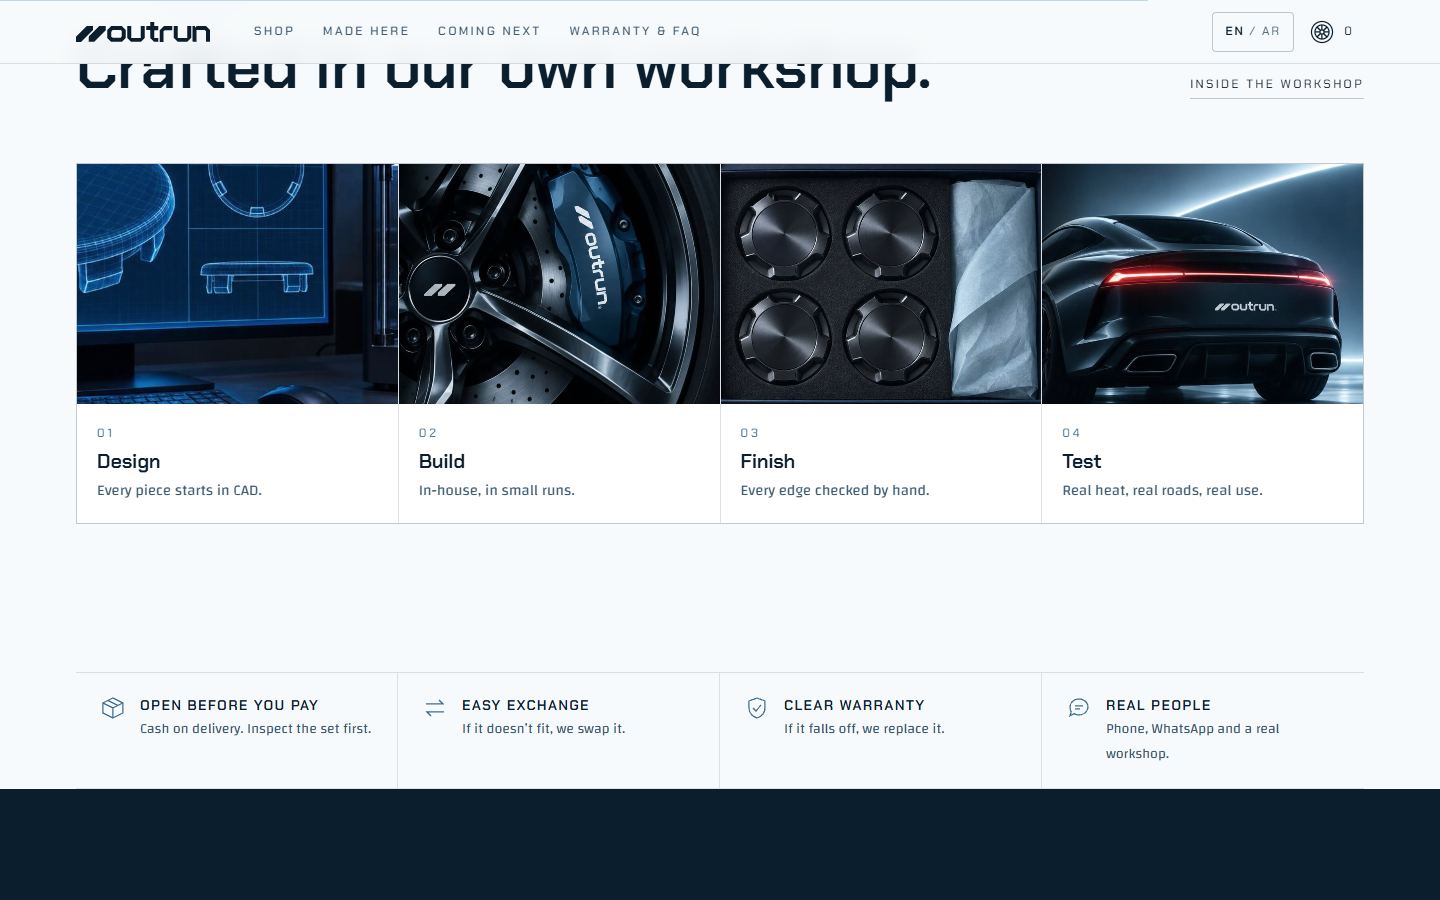 outrun
SHOP
MADE HERE
COMING NEXT
WARRANTY & FAQ
EN / AR
0
Crafted in our own workshop.
INSIDE THE WORKSHOP
outrun
outrun
01
Design
Every piece starts in CAD.
02
Build
In-house, in small runs.
03
Finish
Every edge checked by hand.
04
Test
Real heat, real roads, real use.
OPEN BEFORE YOU PAY
Cash on delivery. Inspect the set first.
EASY EXCHANGE
If it doesn't fit, we swap it.
CLEAR WARRANTY
If it falls off, we replace it.
REAL PEOPLE
Phone, WhatsApp and a real
workshop.